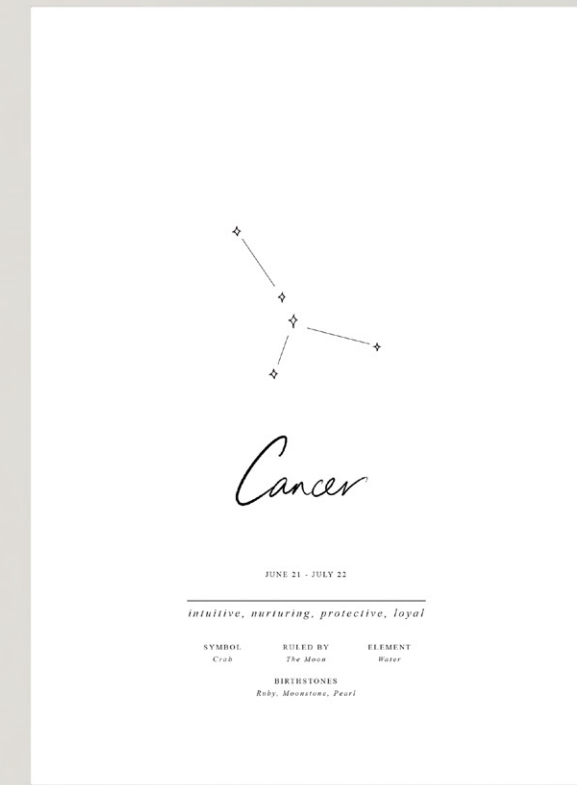 Cancer
JUNE 21 - JULY 22
intuitive, nurturing, protective, loyal
SYMBOL RULED BY ELEMENT
Crab The Moon Water
BIRTHSTONES
Ruby, Moonstone, Pearl